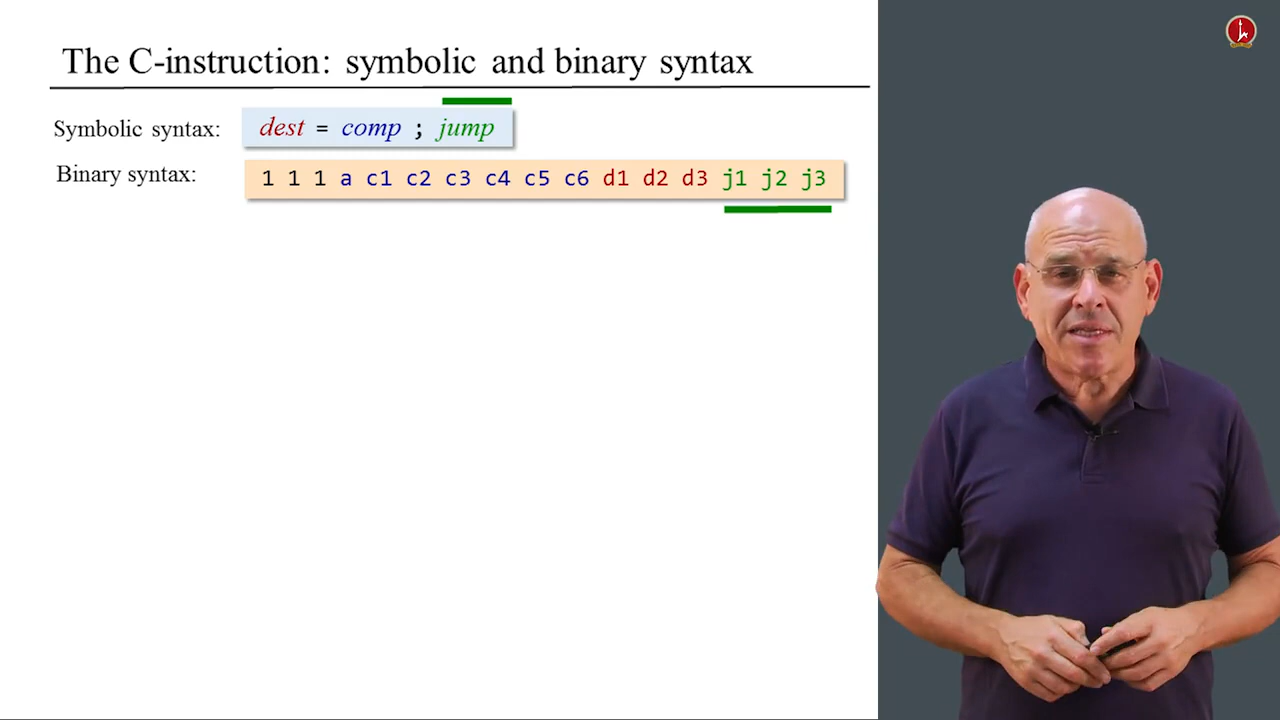 The C-instruction: symbolic and binary syntax
Symbolic syntax: dest = comp ; jump
Binary syntax: 1 1 1 a c1 c2 c3 c4 c5 c6 d1 d2 d3 j1 j2 j3